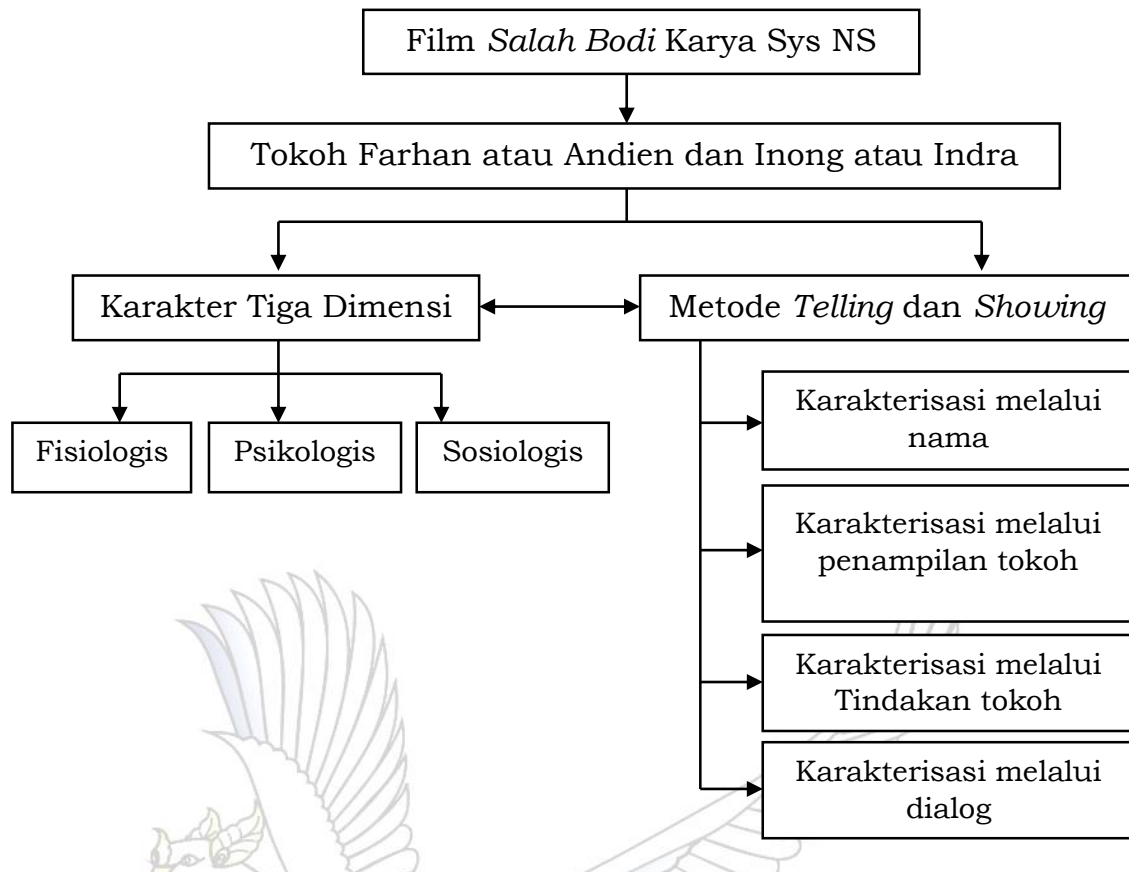 Film Salah Bodi Karya Sys NS
Tokoh Farhan atau Andien dan Inong atau Indra
Karakter Tiga Dimensi
Metode Telling dan Showing
Fisiologis
Psikologis
Sosiologis
Karakterisasi melalui
nama
Karakterisasi melalui
penampilan tokoh
Karakterisasi melalui
Tindakan tokoh
Karakterisasi melalui
dialog